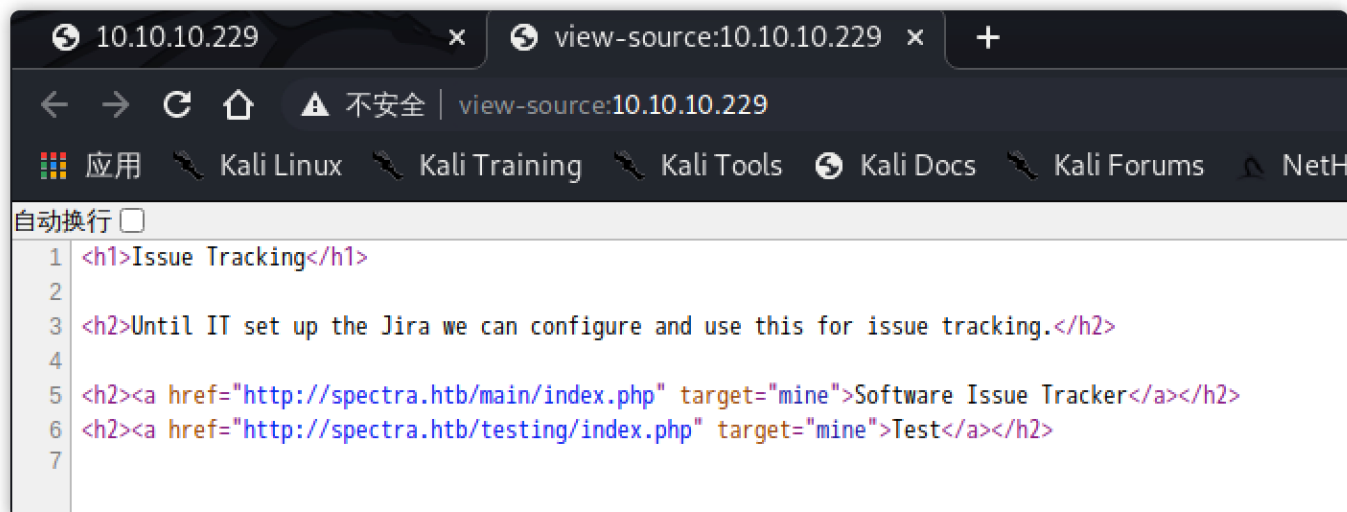 10.10.10.229 × view-source:10.10.10.229 × +
不安全 | view-source:10.10.10.229
应用 Kali Linux Kali Training Kali Tools Kali Docs Kali Forums NetH
自动换行
1 <h1>Issue Tracking</h1>
2
3 <h2>Until IT set up the Jira we can configure and use this for issue tracking.</h2>
4
5 <h2><a href="http://spectra.htb/main/index.php" target="mine">Software Issue Tracker</a></h2>
6 <h2><a href="http://spectra.htb/testing/index.php" target="mine">Test</a></h2>
7